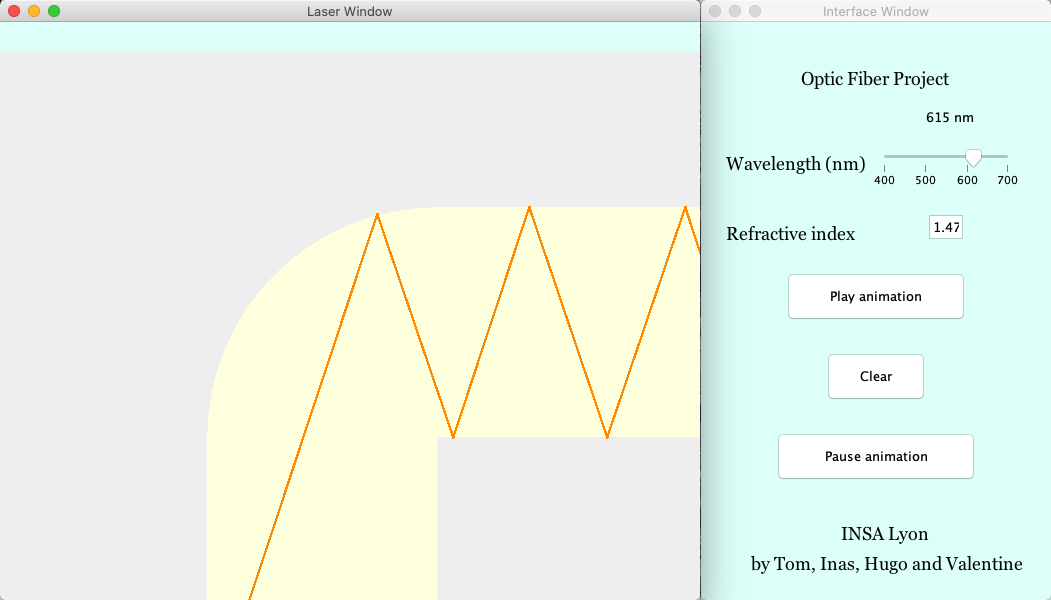 Laser Window
Interface Window
Optic Fiber Project
615 nm
Wavelength (nm)
400 500 600 700
Refractive index
1.47
Play animation
Clear
Pause animation
INSA Lyon
by Tom, Inas, Hugo and Valentine